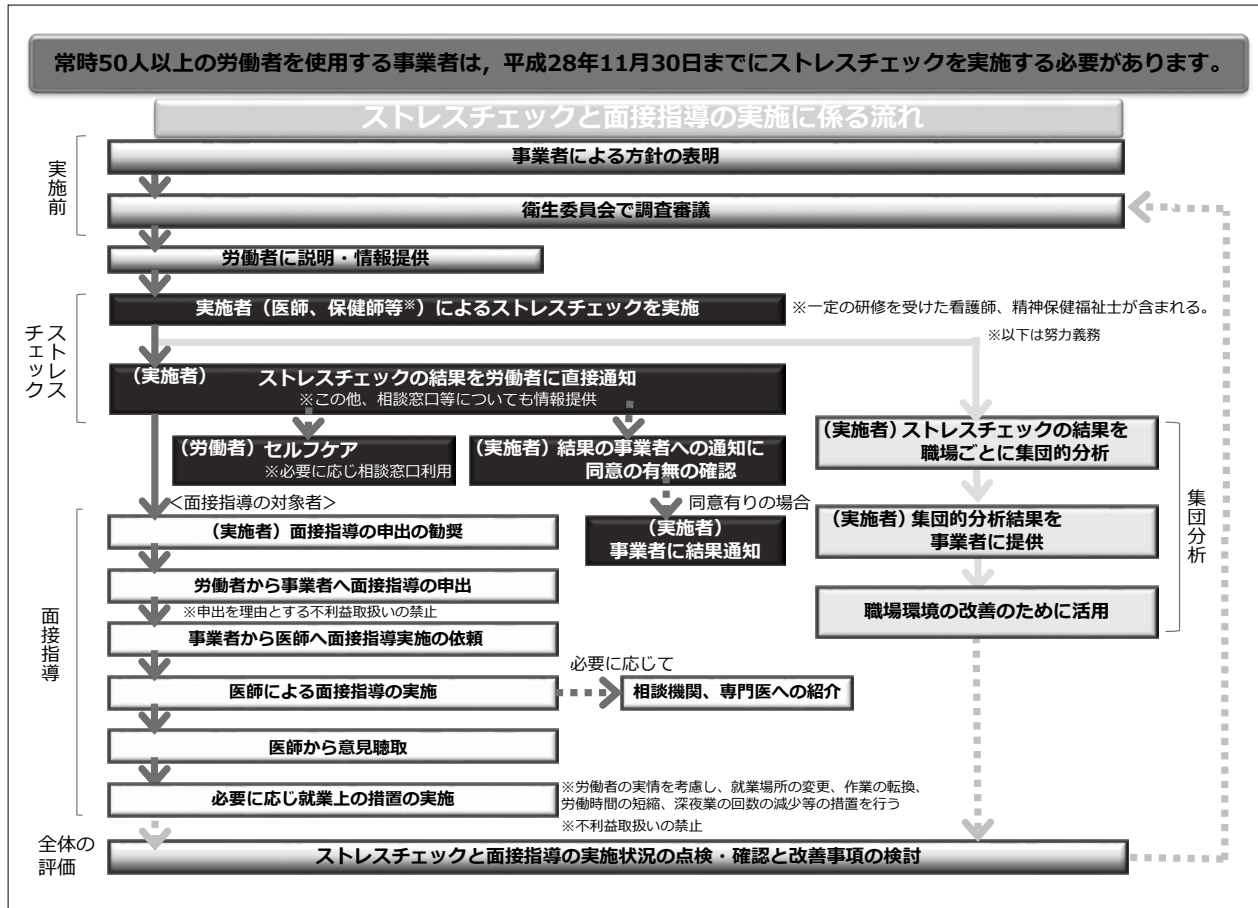 常時50人以上の労働者を使用する事業者は，平成28年11月30日までにストレスチェックを実施する必要があります。
ストレスチェックと面接指導の実施に係る流れ
実施前
事業者による方針の表明
衛生委員会で調査審議
労働者に説明・情報提供
ストレスチェック
実施者（医師、保健師等※）によるストレスチェックを実施
※一定の研修を受けた看護師、精神保健福祉士が含まれる。
※以下は努力義務
（実施者） ストレスチェックの結果を労働者に直接通知
※この他、相談窓口等についても情報提供
（労働者）セルフケア
※必要に応じ相談窓口利用
（実施者）結果の事業者への通知に
同意の有無の確認
同意有りの場合
（実施者）
事業者に結果通知
集団分析
（実施者）ストレスチェックの結果を
職場ごとに集団的分析
（実施者）集団的分析結果を
事業者に提供
職場環境の改善のために活用
面接指導
＜面接指導の対象者＞
（実施者）面接指導の申出の勧奨
労働者から事業者へ面接指導の申出
※申出を理由とする不利益取扱いの禁止
事業者から医師へ面接指導実施の依頼
医師による面接指導の実施
必要に応じて
相談機関、専門医への紹介
医師から意見聴取
必要に応じ就業上の措置の実施
※労働者の実情を考慮し、就業場所の変更、作業の転換、
労働時間の短縮、深夜業の回数の減少等の措置を行う
※不利益取扱いの禁止
全体の
評価
ストレスチェックと面接指導の実施状況の点検・確認と改善事項の検討